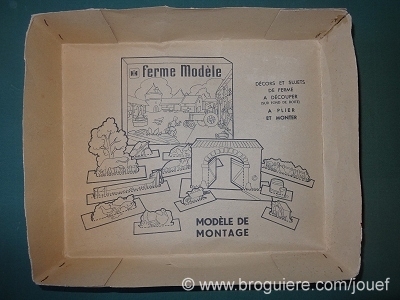 ferme Modèle
DÉCORS ET SUJETS
DE FERME
A DÉCOUPER
(SUR FOND DE BOITE)
A PLIER
ET MONTER
MODÈLE DE
MONTAGE
© www.broguiere.com/jouef